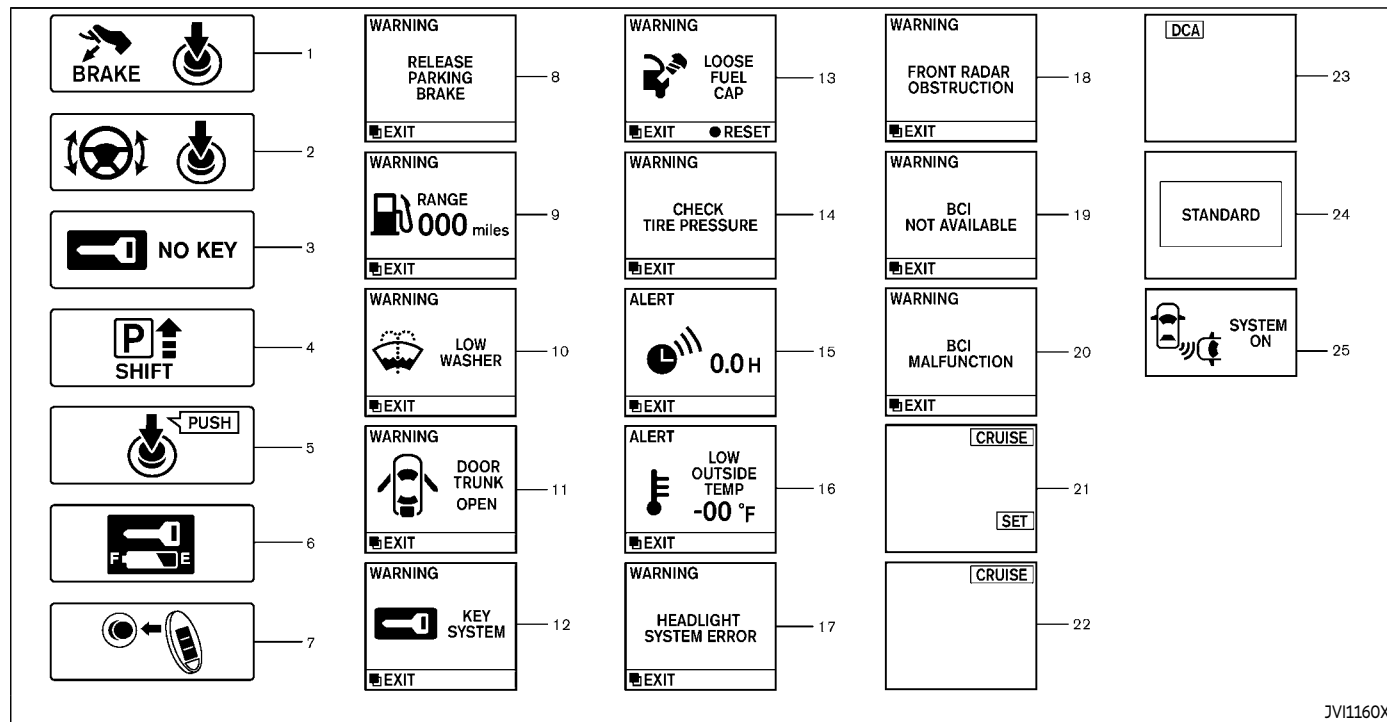 BRAKE
1
2
NO KEY
3
P
SHIFT
4
PUSH
5
F E
6
7
WARNING
RELEASE
PARKING
BRAKE
EXIT
8
WARNING
RANGE
000 miles
EXIT
9
WARNING
LOW
WASHER
EXIT
10
WARNING
DOOR
TRUNK
OPEN
EXIT
11
WARNING
KEY
SYSTEM
EXIT
12
WARNING
LOOSE
FUEL
CAP
EXIT RESET
13
WARNING
CHECK
TIRE PRESSURE
EXIT
14
ALERT
0.0 H
EXIT
15
ALERT
LOW
OUTSIDE
TEMP
-00 °F
EXIT
16
WARNING
HEADLIGHT
SYSTEM ERROR
EXIT
17
WARNING
FRONT RADAR
OBSTRUCTION
EXIT
18
WARNING
BCI
NOT AVAILABLE
EXIT
19
WARNING
BCI
MALFUNCTION
EXIT
20
CRUISE
SET
21
CRUISE
22
DCA
23
STANDARD
24
SYSTEM
ON
25
JVI1160X